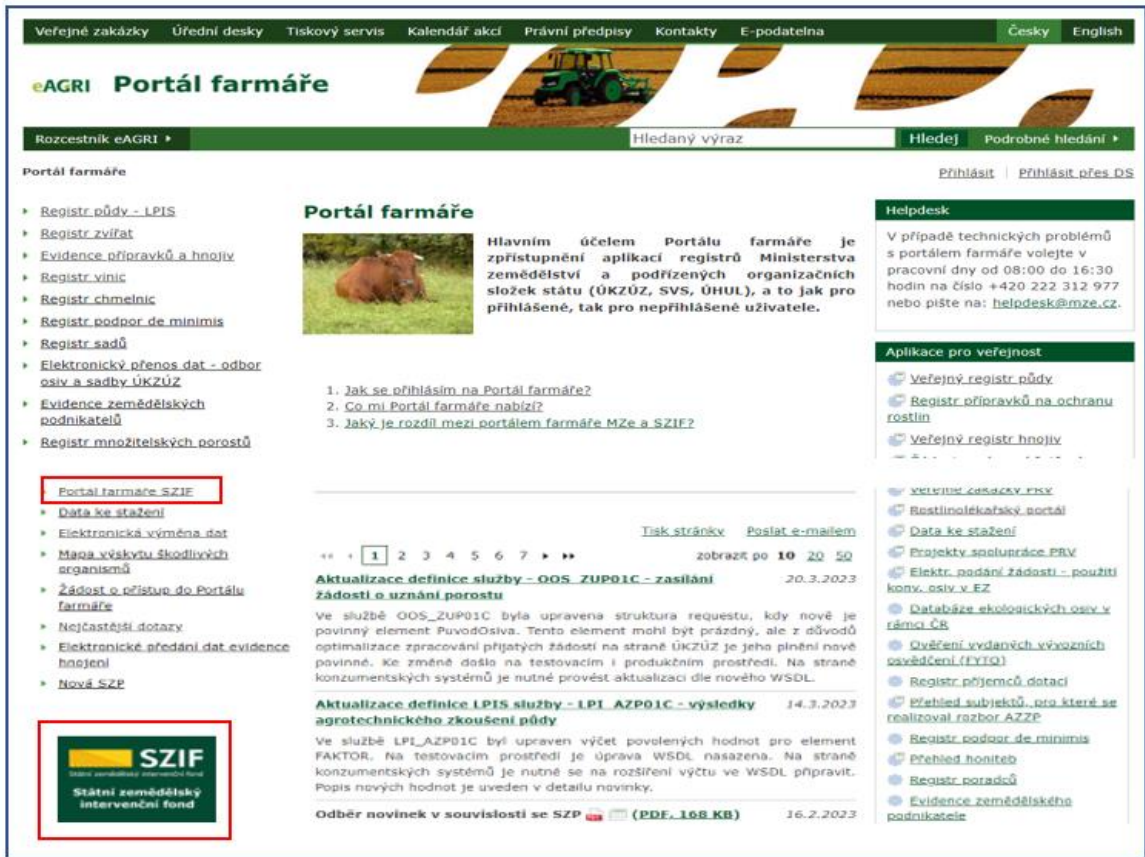 Veřejné zakázky Úřední desky Tiskový servis Kalendář akcí Právní předpisy Kontakty E-podatelna Česky English
eAGRI Portál farmáře
Rozcestník eAGRI Hledaný výraz Hledej Podrobné hledání
Portál farmáře Přihlásit Přihlásit přes DS
Registr půdy - LPIS
Registr zvířat
Evidence přípravků a hnojiv
Registr vinic
Registr chmelnic
Registr podpor de minimis
Registr sadů
Elektronický přenos dat - odbor
osiv a sadby ÚKZÚZ
Evidence zemědělských
podnikatelů
Registr množitelských porostů
Portál farmáře SZIF
Data ke stažení
Elektronická výměna dat
Mapa výskytu škodlivých
organismů
Žádost o přístup do Portálu
farmáře
Nejčastější dotazy
Elektronické předání dat evidence
hnojení
Nová SZP
SZIF
Státní zemědělský intervenční fond
Státní zemědělský
intervenční fond
Portál farmáře
Hlavním účelem Portálu farmáře je
zpřístupnění aplikací registrů Ministerstva
zemědělství a podřízených organizačních
složek státu (ÚKZÚZ, SVS, ÚHUL), a to jak pro
přihlášené, tak pro nepřihlášené uživatele.
1. Jak se přihlásím na Portál farmáře?
2. Co mi Portál farmáře nabízí?
3. Jaký je rozdíl mezi portálem farmáře MZe a SZIF?
Tisk stránky Poslat e-mailem
1 2 3 4 5 6 7 zobrazit po 10 20 50
Aktualizace definice služby - OOS_ZUP01C - zasílání 20.3.2023
žádosti o uznání porostu
Ve službě OOS_ZUP01C byla upravena struktura requestu, kdy nově je
povinný element PuvodOsiva. Tento element mohl být prázdný, ale z důvodů
optimalizace zpracování přijatých žádostí na straně ÚKZÚZ je jeho plnění nově
povinné. Ke změně došlo na testovacím i produkčním prostředí. Na straně
konzumentských systémů je nutné provést aktualizaci dle nového WSDL.
Aktualizace definice LPIS služby - LPI_AZP01C - výsledky 14.3.2023
agrotechnického zkoušení půdy
Ve službě LPI_AZP01C byl upraven výčet povolených hodnot pro element
FAKTOR. Na testovacím prostředí je úprava WSDL nasazena. Na straně
konzumentských systémů je nutné se na rozšíření výčtu ve WSDL připravit.
Popis nových hodnot je uveden v detailu novinky.
Odběr novinek v souvislosti se SZP (PDF, 168 KB) 16.2.2023
Helpdesk
V případě technických problémů
s portálem farmáře volejte v
pracovní dny od 08:00 do 16:30
hodin na číslo +420 222 312 977
nebo pište na: helpdesk@mze.cz.
Aplikace pro veřejnost
Veřejný registr půdy
Registr přípravků na ochranu
rostlin
Veřejný registr hnojiv
Veřejné zakázky PRV
Rostlinolékařský portál
Data ke stažení
Projekty spolupráce PRV
Elektr. podání žádosti - použití
konv. osiv v EZ
Databáze ekologických osiv v
rámci ČR
Ověření vydaných vývozních
osvědčení (FYTO)
Registr příjemců dotací
Přehled subjektů, pro které se
realizoval rozbor AZZP
Registr podpor de minimis
Přehled honiteb
Registr poradců
Evidence zemědělského
podnikatele